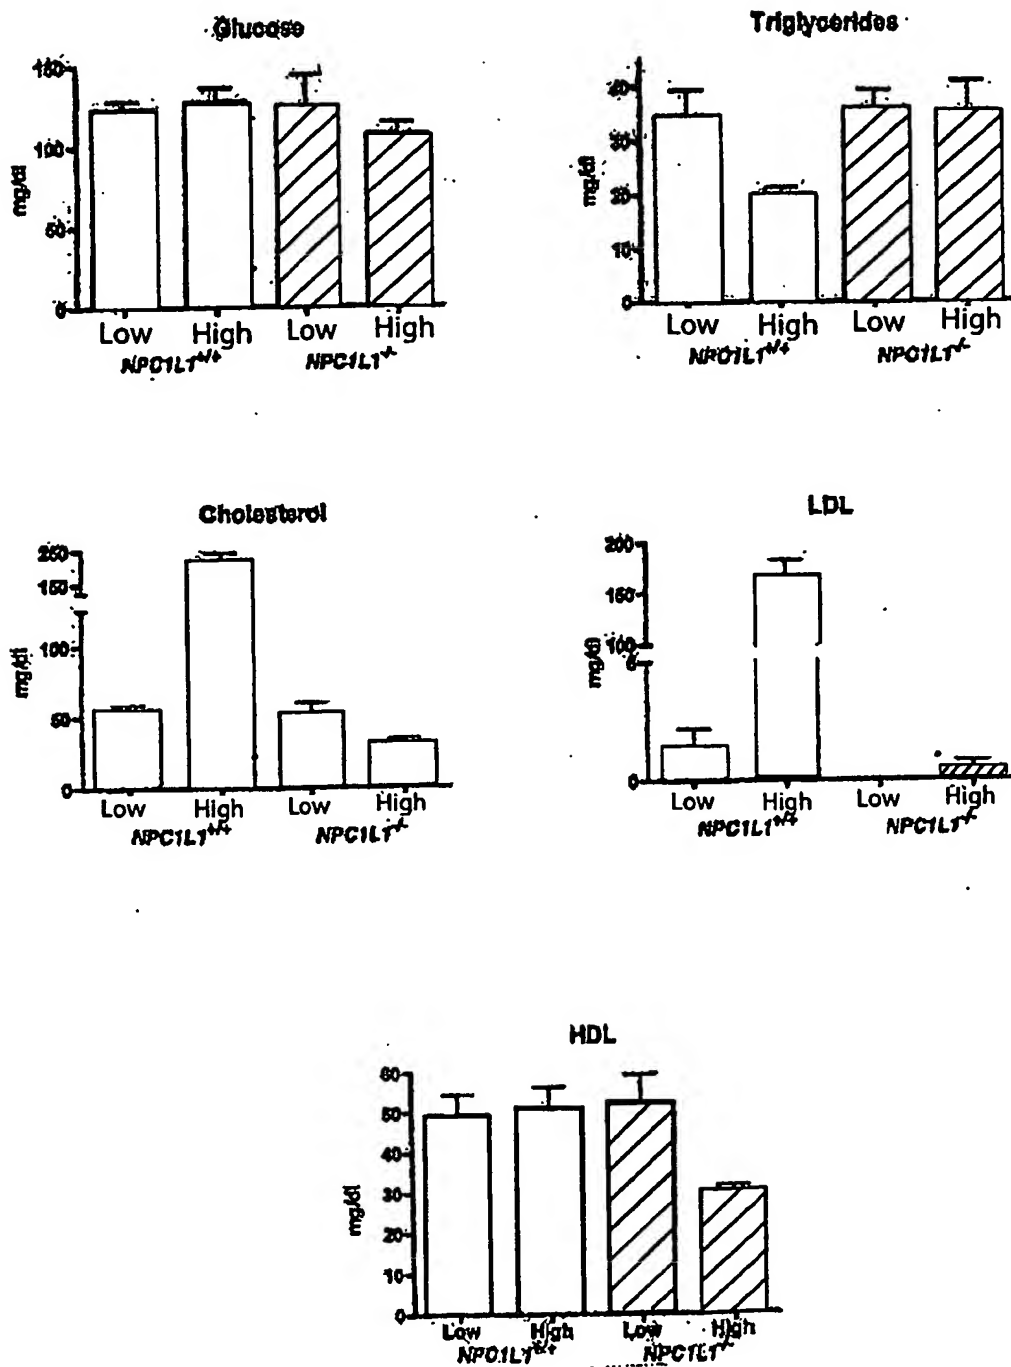 Glucose
150
100
50
0
mg/dl
Low High Low High
NPC1L1+/+ NPC1L1-/-
Triglycerides
40
30
20
10
0
mg/dl
Low High Low High
NPC1L1+/+ NPC1L1-/-
Cholesterol
250
150
100
50
0
mg/dl
Low High Low High
NPC1L1+/+ NPC1L1-/-
LDL
200
150
100
5
0
mg/dl
Low High Low High
NPC1L1+/+ NPC1L1-/-
HDL
60
50
40
30
20
10
0
mg/dl
Low High Low High
NPC1L1+/+ NPC1L1-/-